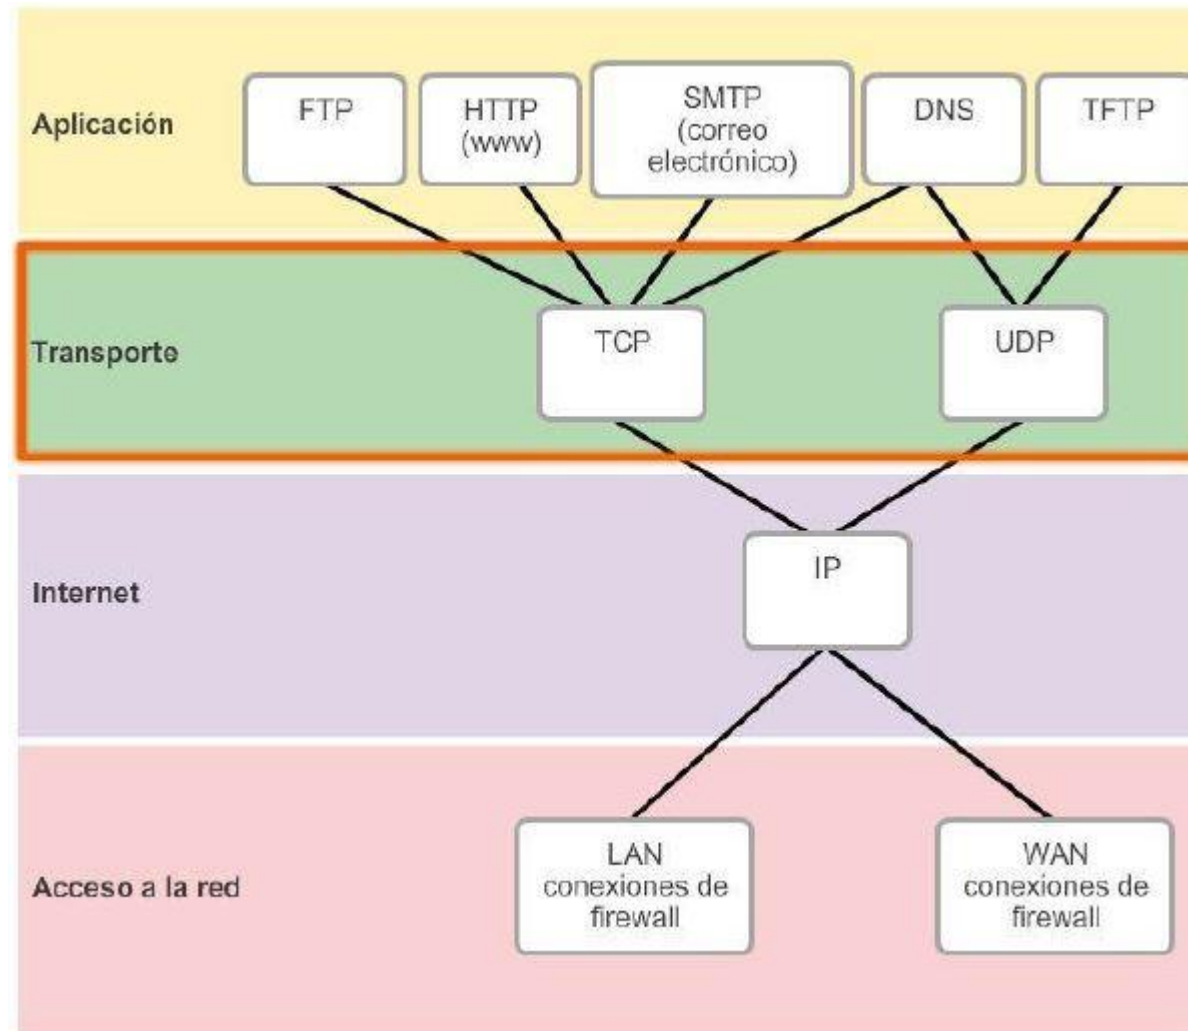 Aplicación
FTP
HTTP
(www)
SMTP
(correo
electrónico)
DNS
TFTP
Transporte
TCP
UDP
Internet
IP
Acceso a la red
LAN
conexiones de
firewall
WAN
conexiones de
firewall